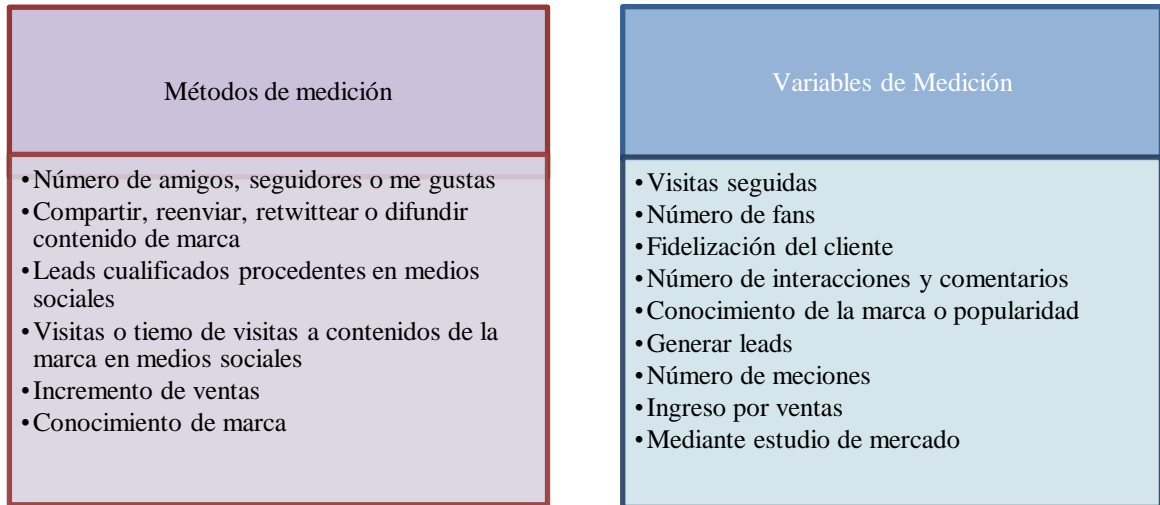 Métodos de medición
•Número de amigos, seguidores o me gustas
•Compartir, reenviar, retwittear o difundir
contenido de marca
•Leads cualificados procedentes en medios
sociales
•Visitas o tiemo de visitas a contenidos de la
marca en medios sociales
•Incremento de ventas
•Conocimiento de marca
Variables de Medición
•Visitas seguidas
•Número de fans
•Fidelización del cliente
•Número de interacciones y comentarios
•Conocimiento de la marca o popularidad
•Generar leads
•Número de meciones
•Ingreso por ventas
•Mediante estudio de mercado